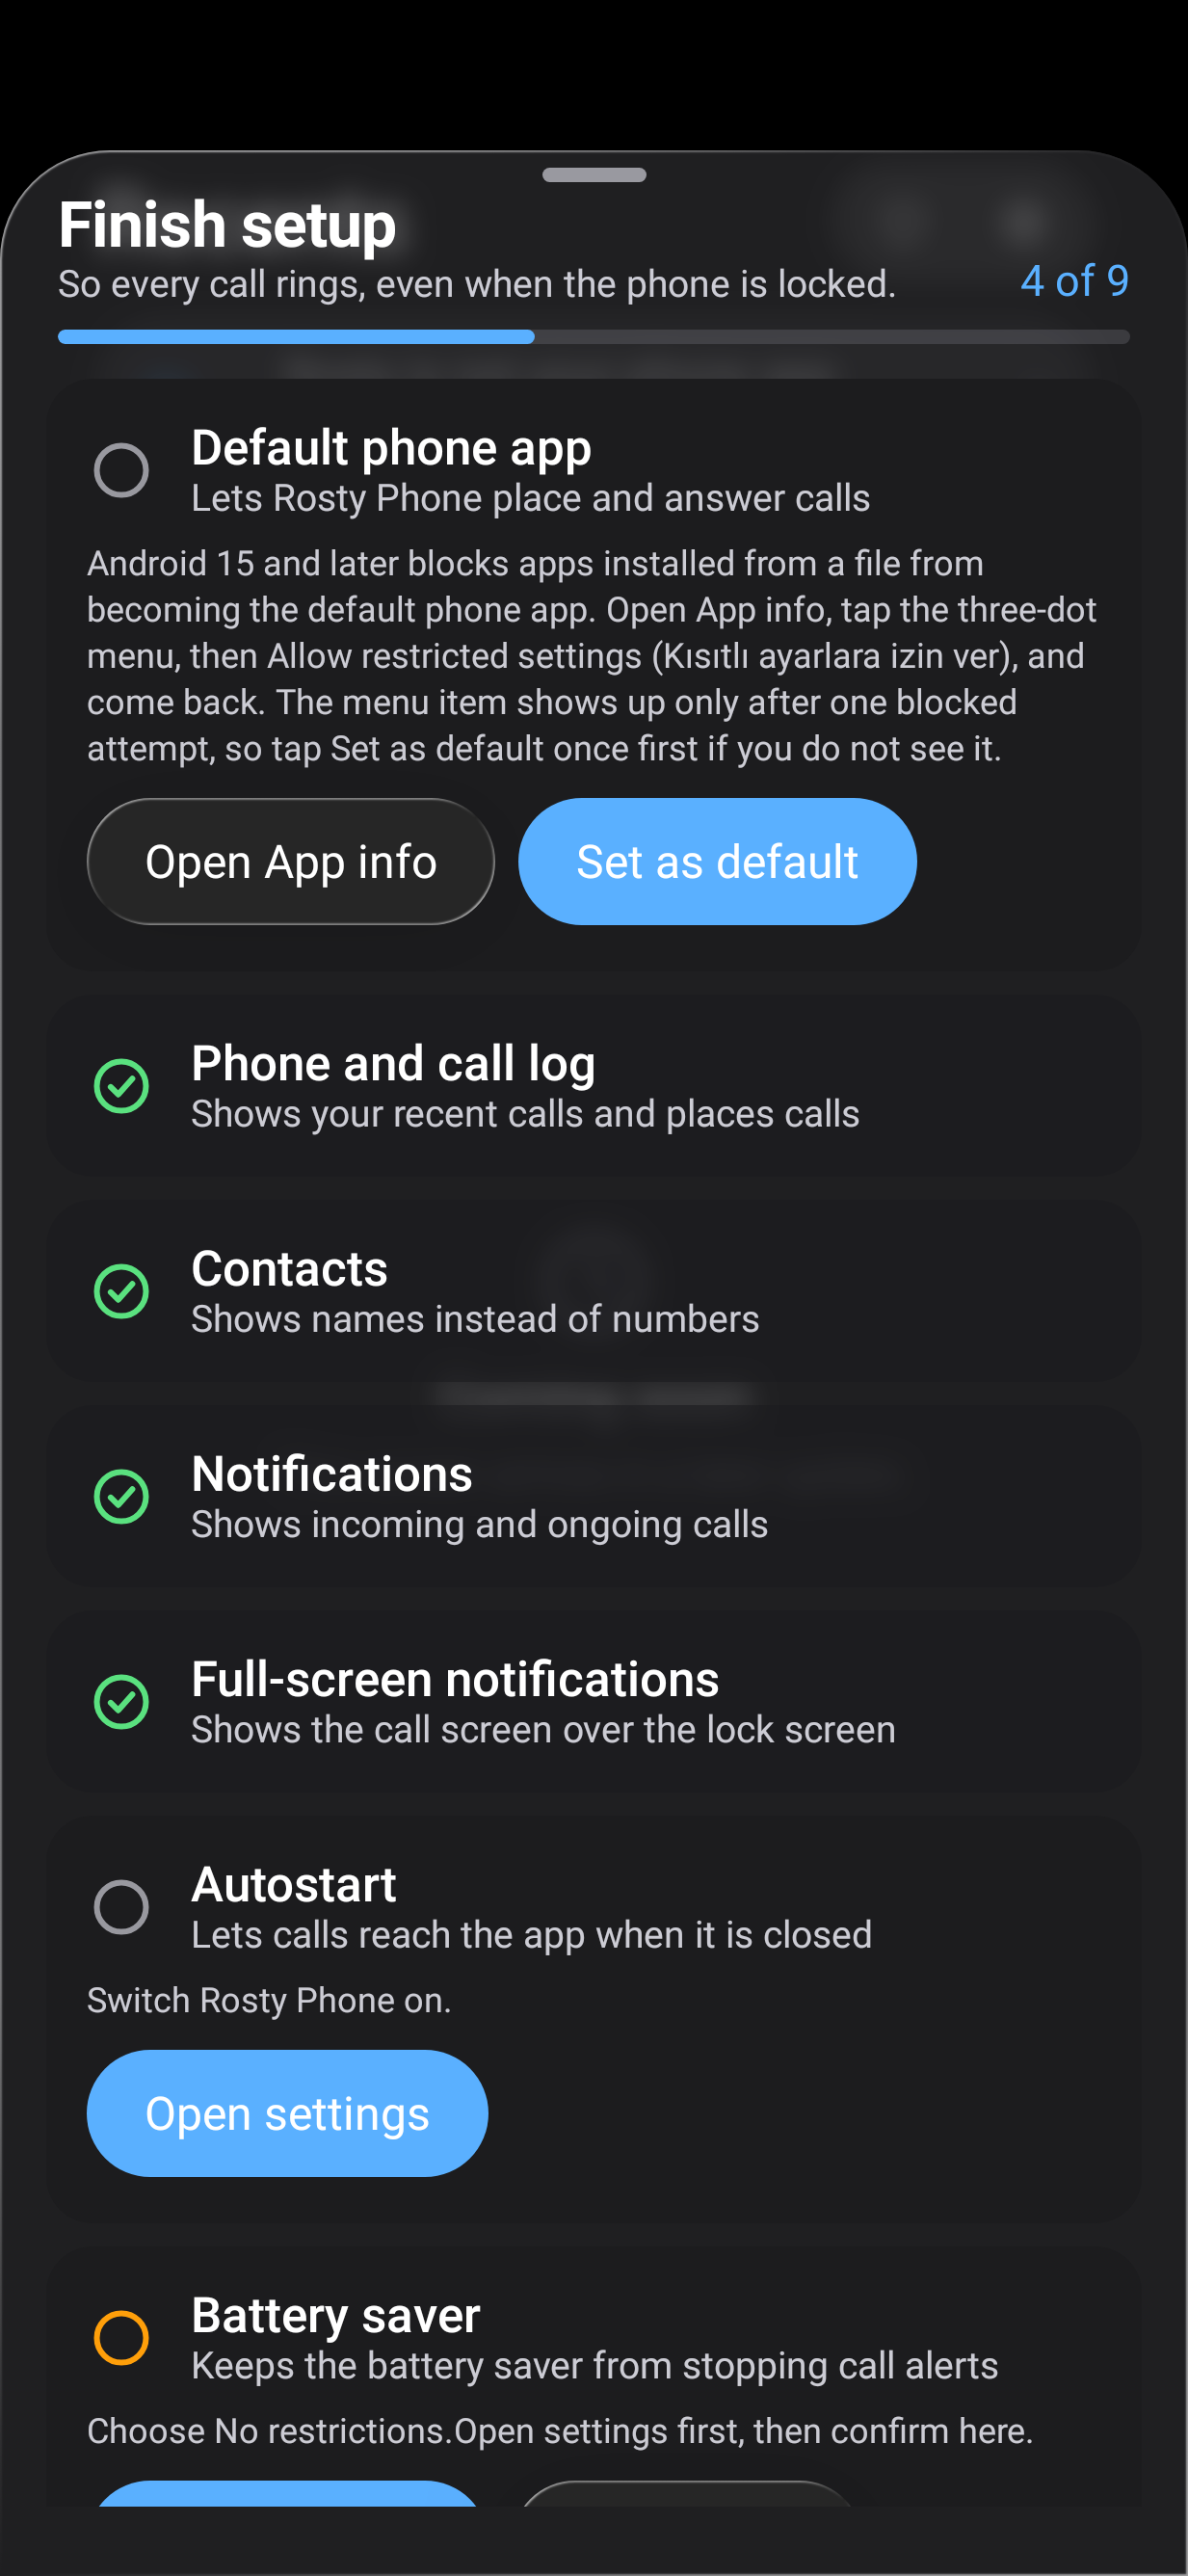 Finish setup
So every call rings, even when the phone is locked.
4 of 9
Default phone app
Lets Rosty Phone place and answer calls
Android 15 and later blocks apps installed from a file from
becoming the default phone app. Open App info, tap the three-dot
menu, then Allow restricted settings (Kısıtlı ayarlara izin ver), and
come back. The menu item shows up only after one blocked
attempt, so tap Set as default once first if you do not see it.
Open App info
Set as default
Phone and call log
Shows your recent calls and places calls
Contacts
Shows names instead of numbers
Notifications
Shows incoming and ongoing calls
Full-screen notifications
Shows the call screen over the lock screen
Autostart
Lets calls reach the app when it is closed
Switch Rosty Phone on.
Open settings
Battery saver
Keeps the battery saver from stopping call alerts
Choose No restrictions.Open settings first, then confirm here.